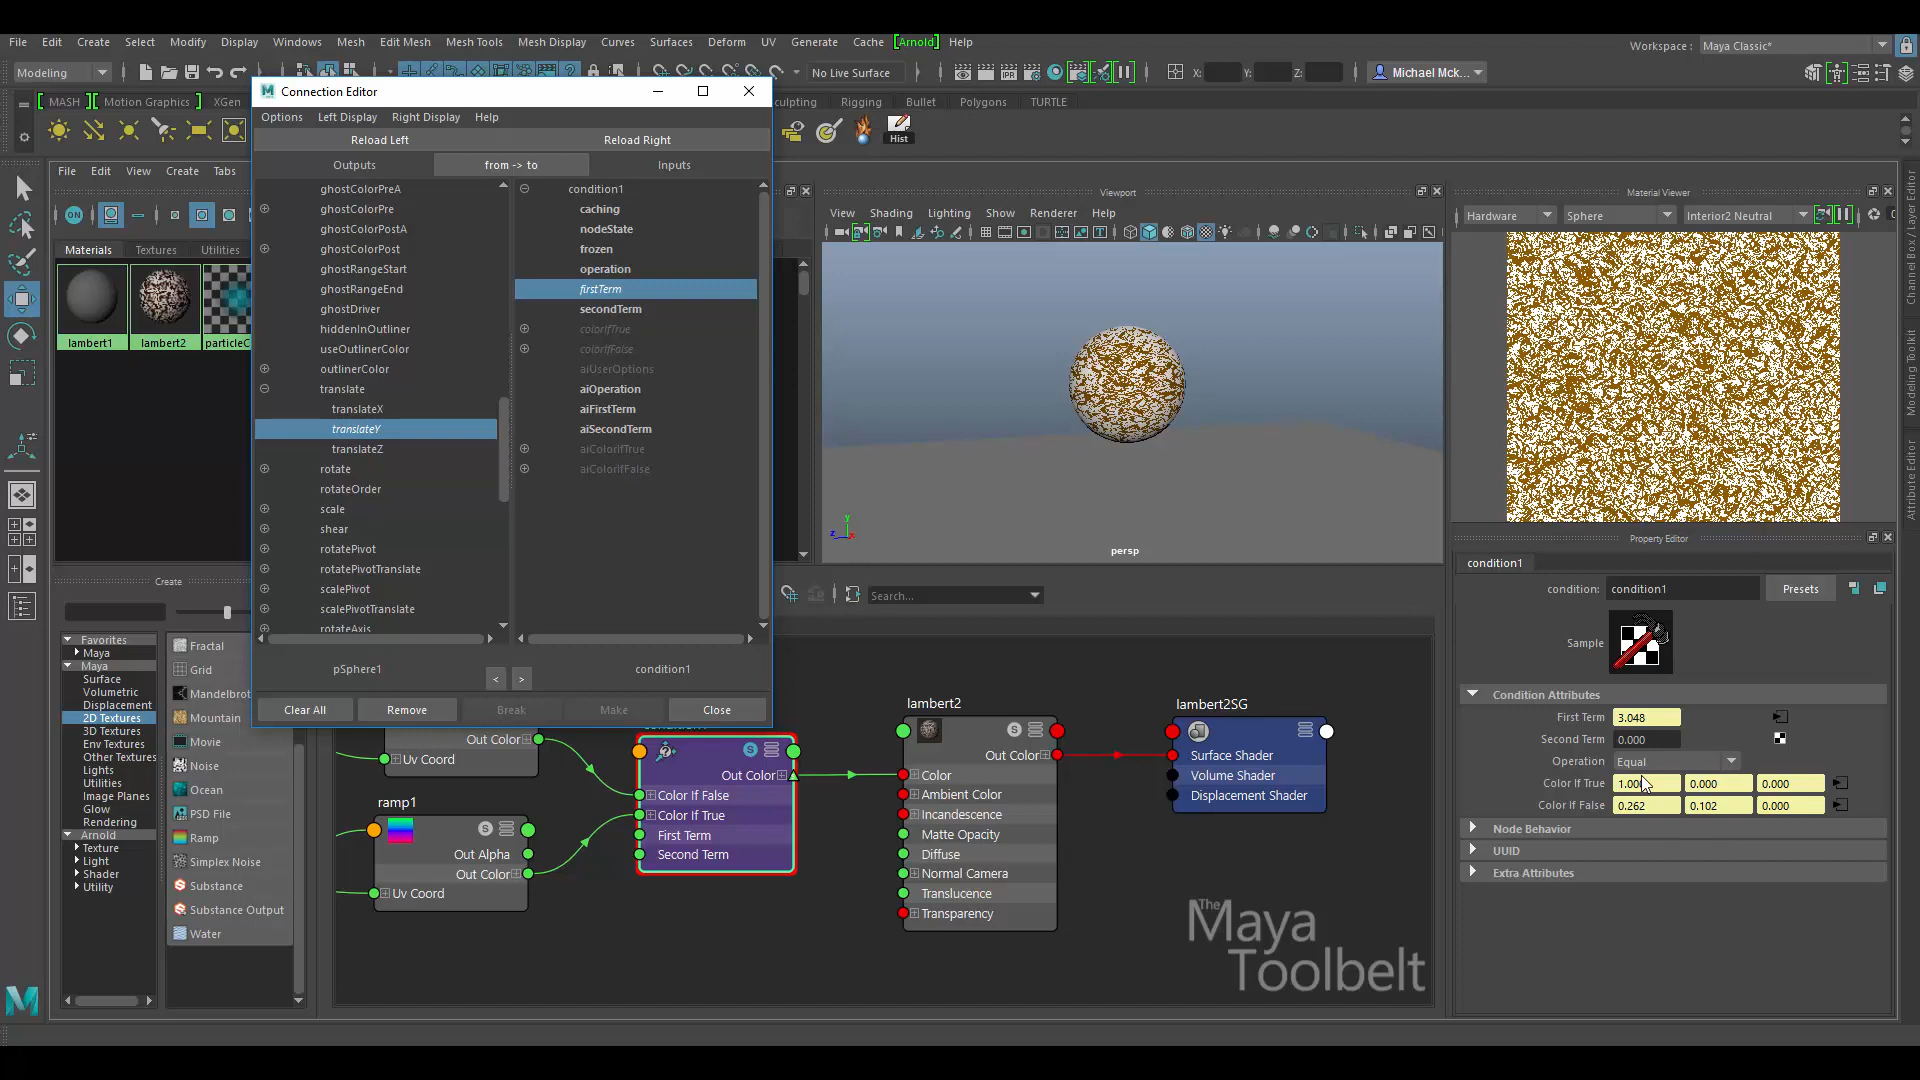 File Edit Create Select Modify Display Windows Mesh Edit Mesh Mesh Tools Mesh Display Curves Surfaces Deform UV Generate Cache [Arnold] Help
Workspace : Maya Classic*
Modeling
No Live Surface
X: Y: Z:
Michael Mck...
MASH Motion Graphics XGen
Rigging Bullet Polygons TURTLE
Hist
Connection Editor
Options Left Display Right Display Help
Reload Left Reload Right
Outputs from -> to Inputs
ghostColorPreA
ghostColorPre
ghostColorPostA
ghostColorPost
ghostRangeStart
ghostRangeEnd
ghostDriver
hiddenInOutliner
useOutlinerColor
outlinerColor
translate
translateX
translateY
translateZ
rotate
rotateOrder
scale
shear
rotatePivot
rotatePivotTranslate
scalePivot
scalePivotTranslate
rotateAxis
condition1
caching
nodeState
frozen
operation
firstTerm
secondTerm
colorIfTrue
colorIfFalse
aiUserOptions
aiOperation
aiFirstTerm
aiSecondTerm
aiColorIfTrue
aiColorIfFalse
pSphere1 < > condition1
Clear All Remove Break Make Close
File Edit View Create Tabs
ON
Materials Textures Utilities
lambert1 lambert2 particleC
Create
Favorites
Maya
Maya
Surface
Volumetric
Displacement
2D Textures
3D Textures
Env Textures
Other Textures
Lights
Utilities
Image Planes
Glow
Rendering
Arnold
Texture
Light
Shader
Utility
Fractal
Grid
Mandelbrot
Mountain
Movie
Noise
Ocean
PSD File
Ramp
Simplex Noise
Substance
Substance Output
Water
Viewport
View Shading Lighting Show Renderer Help
persp
Search...
Out Color
Uv Coord
ramp1
Out Alpha
Out Color
Uv Coord
Out Color
Color If False
Color If True
First Term
Second Term
lambert2
Out Color
Color
Ambient Color
Incandescence
Matte Opacity
Diffuse
Normal Camera
Translucence
Transparency
lambert2SG
Surface Shader
Volume Shader
Displacement Shader
The
Maya
Toolbelt
Material Viewer
Hardware Sphere Interior2 Neutral
Property Editor
condition1
condition: condition1 Presets
Sample
Condition Attributes
First Term 3.048
Second Term 0.000
Operation Equal
Color If True 0.000 0.000
Color If False 0.262 0.102 0.000
Node Behavior
UUID
Extra Attributes
Channel Box / Layer Editor
Modeling Toolkit
Attribute Editor